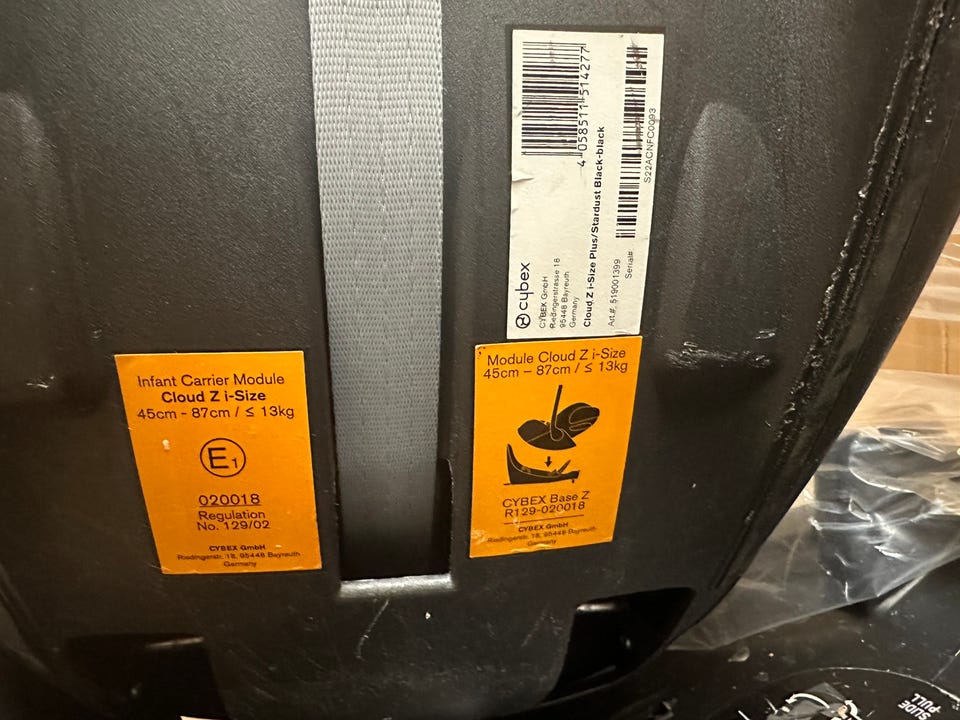 Infant Carrier Module
Cloud Z i-Size
45cm - 87cm / ≤ 13kg
E1
020018
Regulation
No. 129/02
CYBEX GmbH
Riedingerstr. 18, 95448 Bayreuth
Germany
4 058511 514277
cybex
CYBEX GmbH
Riedingerstrasse 18
95448 Bayreuth
Germany
Cloud Z i-Size Plus/Stardust Black-black
Art.#: 519001399
Serial#:
S22ACNFC0093
Module Cloud Z i-Size
45cm – 87cm / ≤ 13kg
CYBEX Base Z
R129-020018
CYBEX GmbH
Riedingerstr. 18, 95448 Bayreuth
Germany
SLIDE
PULL